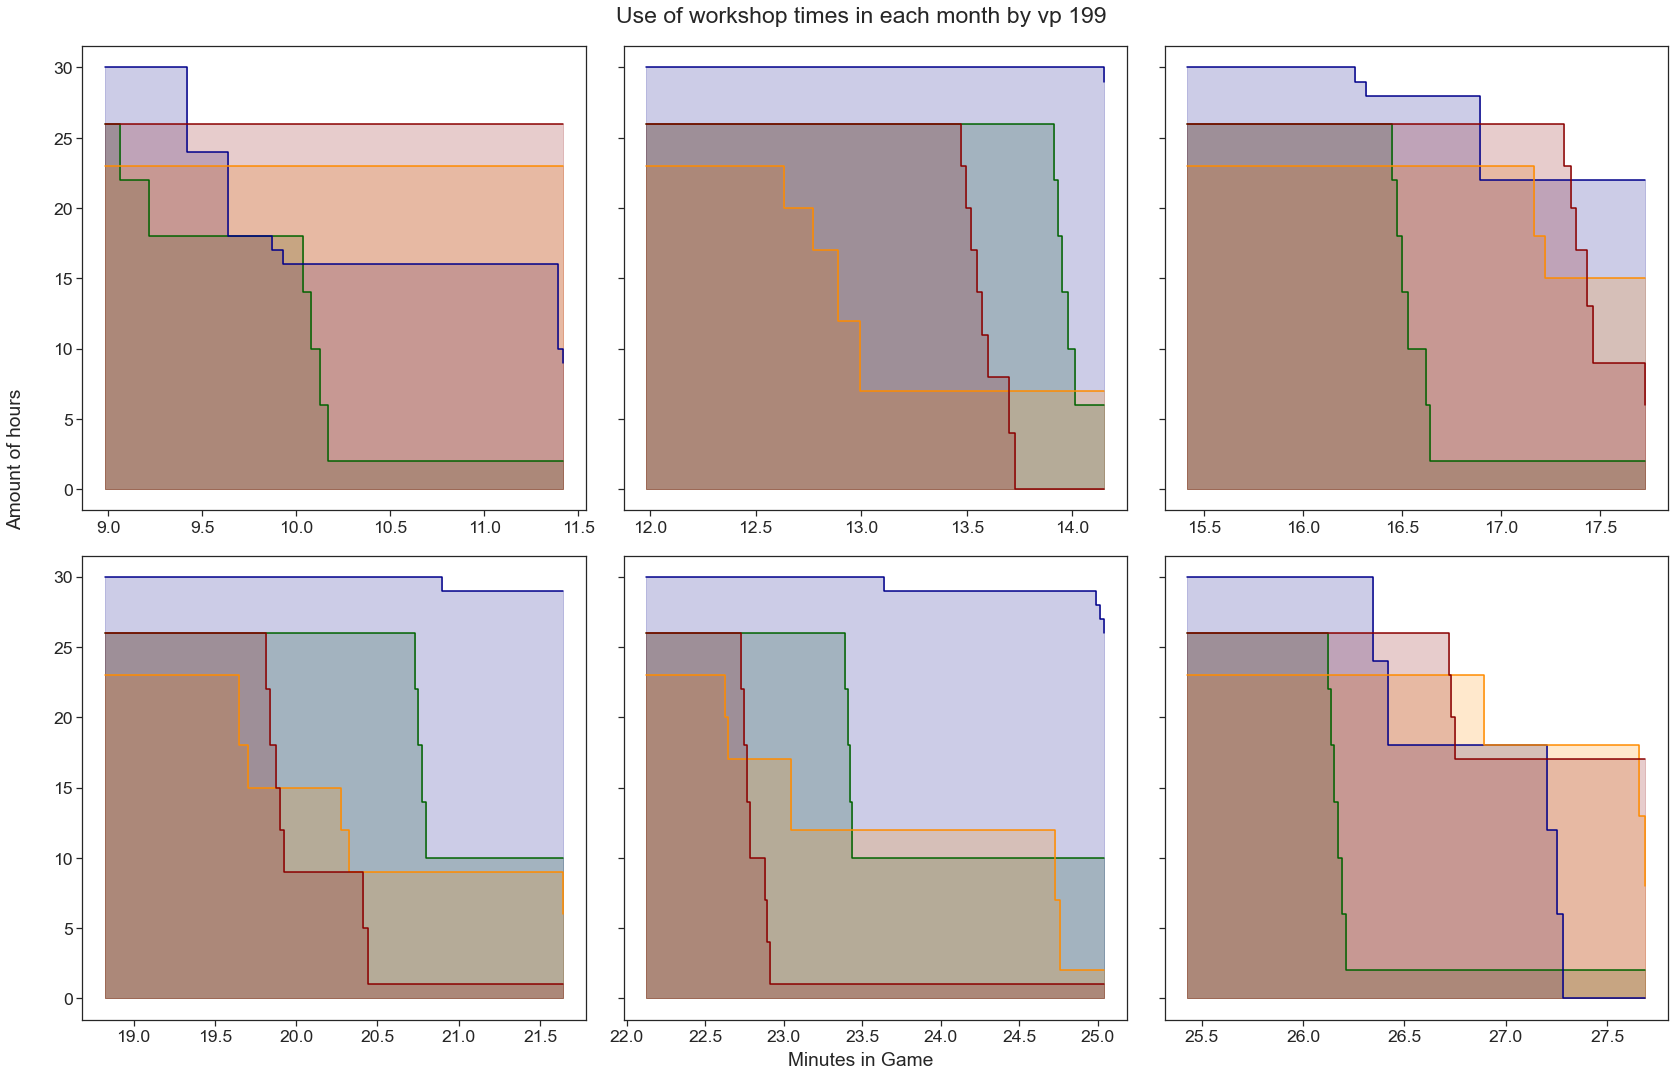 Use of workshop times in each month by vp 199
Amount of hours
30
25
20
15
10
5
0
9.0 9.5 10.0 10.5 11.0 11.5
12.0 12.5 13.0 13.5 14.0
15.5 16.0 16.5 17.0 17.5
30
25
20
15
10
5
0
19.0 19.5 20.0 20.5 21.0 21.5
22.0 22.5 23.0 23.5 24.0 24.5 25.0
25.5 26.0 26.5 27.0 27.5
Minutes in Game